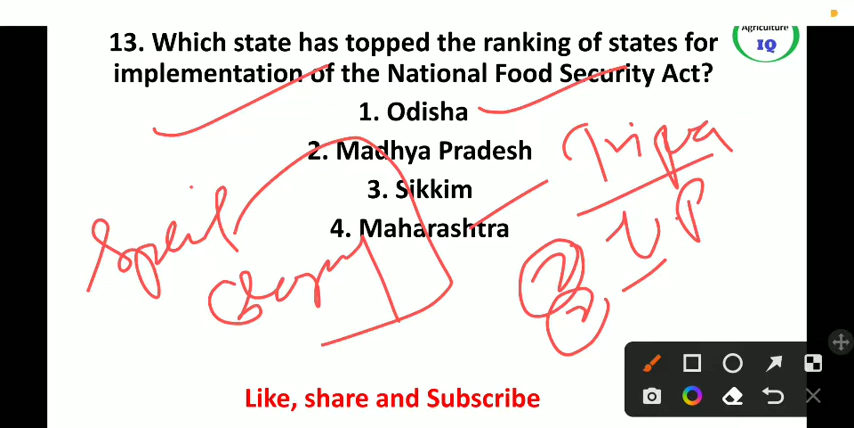 Agriculture
IQ
13. Which state has topped the ranking of states for
implementation of the National Food Security Act?
1. Odisha
2. Madhya Pradesh
3. Sikkim
4. Maharashtra
UP
Like, share and Subscribe